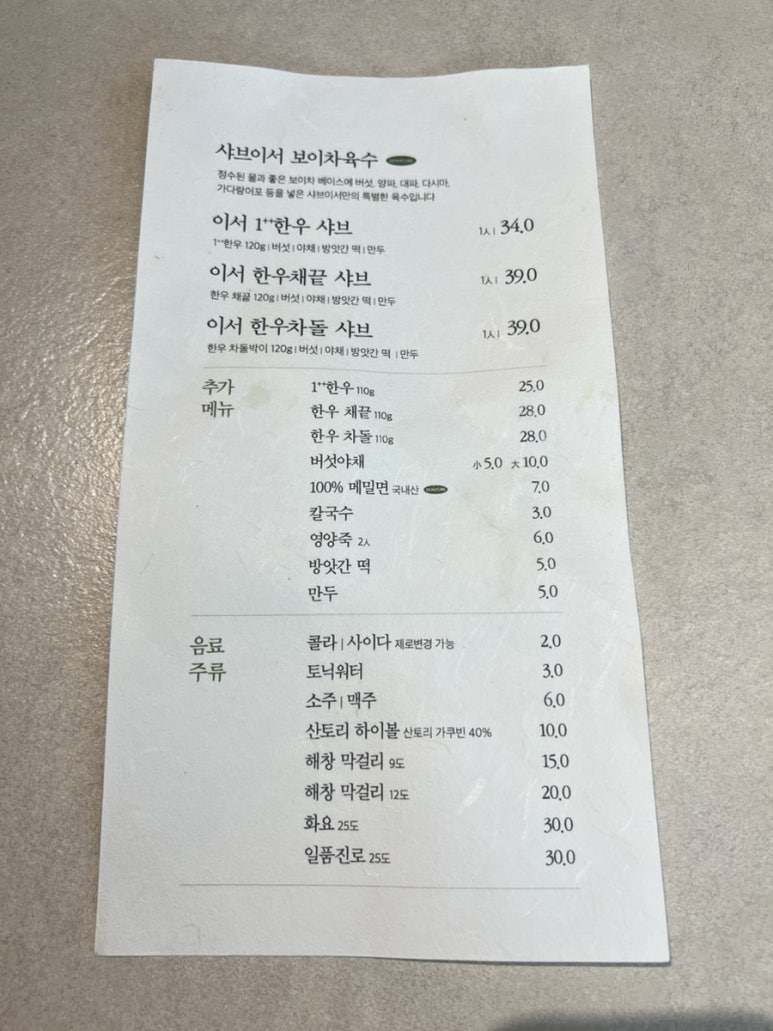 샤브이서 보이차육수
정수된 물과 좋은 보이차 베이스에 버섯, 양파, 대파, 다시마,
가다랑어포 등을 넣은 샤브이서만의 특별한 육수입니다
이서 1++한우 샤브 1人 | 34.0
1++한우 120g | 버섯 | 야채 | 방앗간 떡 | 만두
이서 한우채끝 샤브 1人 | 39.0
한우 채끝 120g | 버섯 | 야채 | 방앗간 떡 | 만두
이서 한우차돌 샤브 1人 | 39.0
한우 차돌박이 120g | 버섯 | 야채 | 방앗간 떡 | 만두
추가 메뉴
1++한우 110g 25.0
한우 채끝 110g 28.0
한우 차돌 110g 28.0
버섯야채 小 5.0 大 10.0
100% 메밀면 국내산 7.0
칼국수 3.0
영양죽 2人 6.0
방앗간 떡 5.0
만두 5.0
음료 주류
콜라 | 사이다 제로변경 가능 2.0
토닉워터 3.0
소주 | 맥주 6.0
산토리 하이볼 산토리 가쿠빈 40% 10.0
해창 막걸리 9도 15.0
해창 막걸리 12도 20.0
화요 25도 30.0
일품진로 25도 30.0